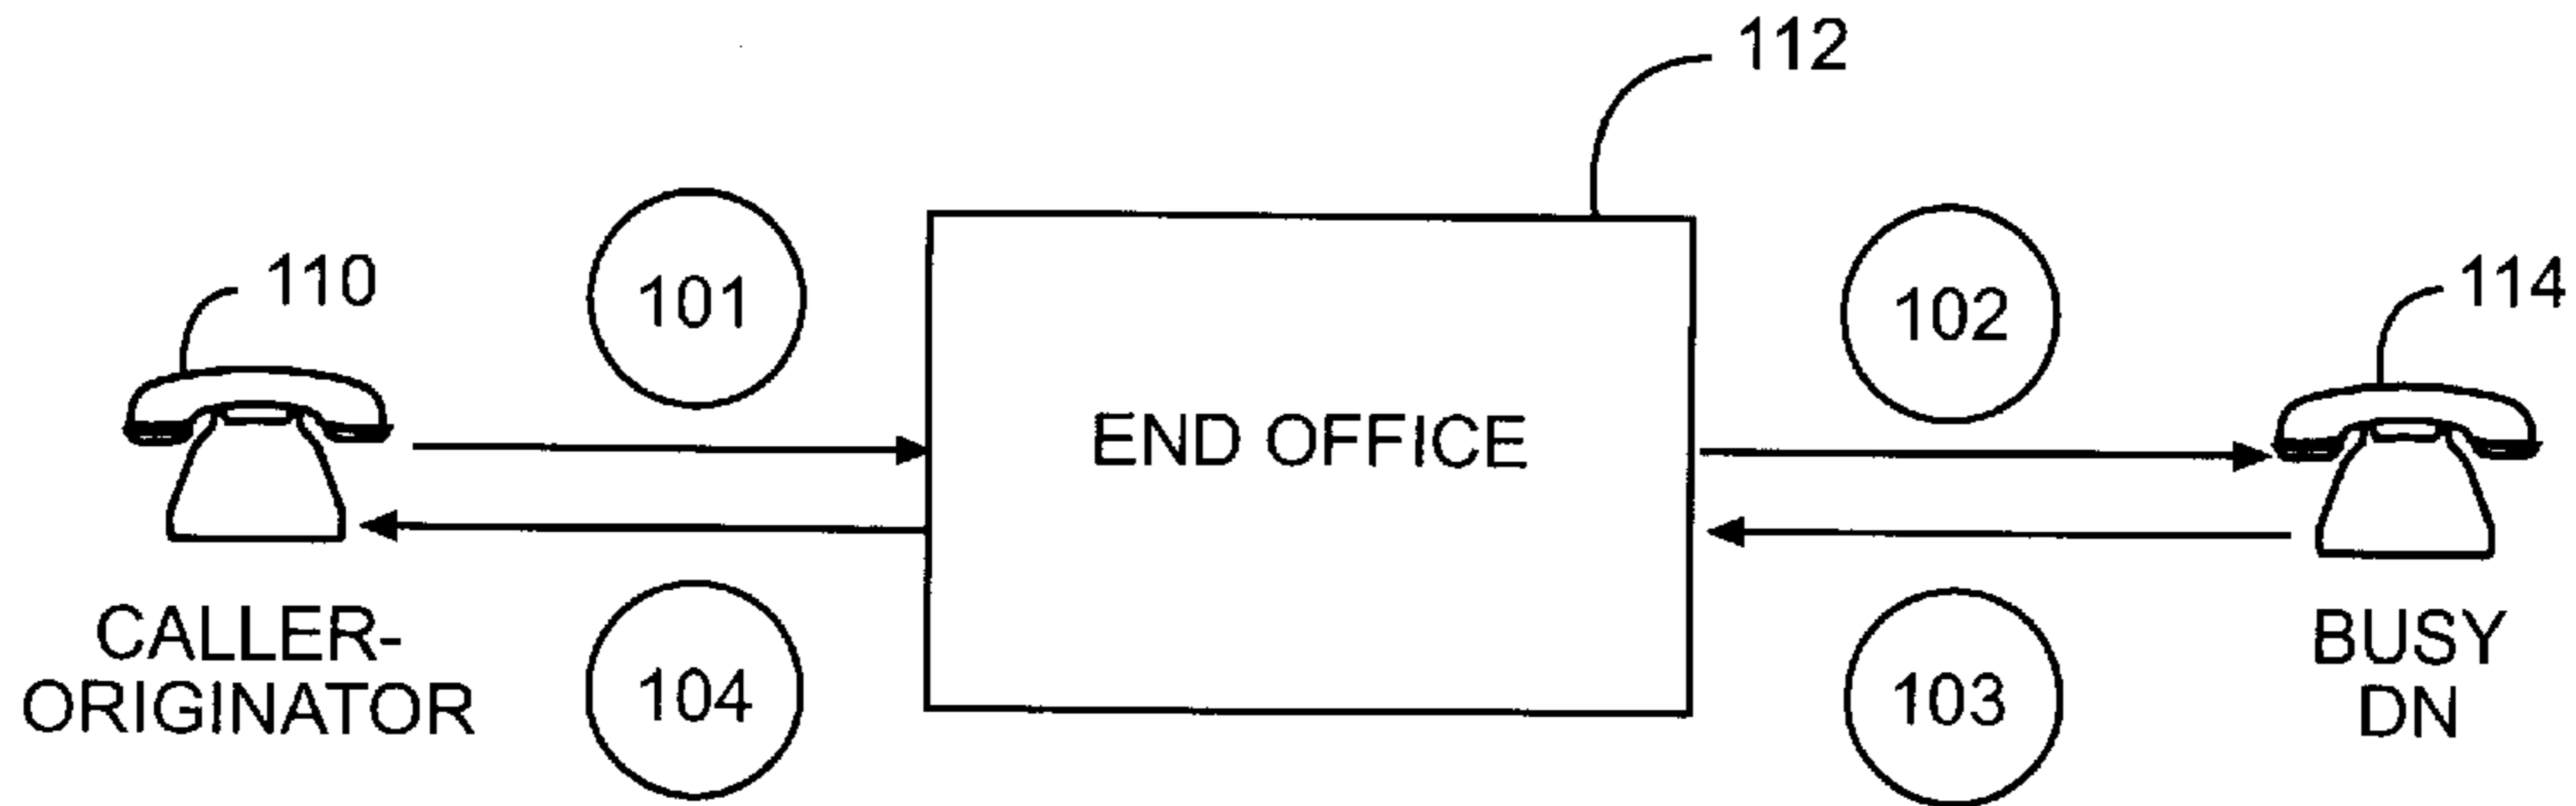 112
110
101
102
114
END OFFICE
CALLER-
ORIGINATOR
104
103
BUSY
DN